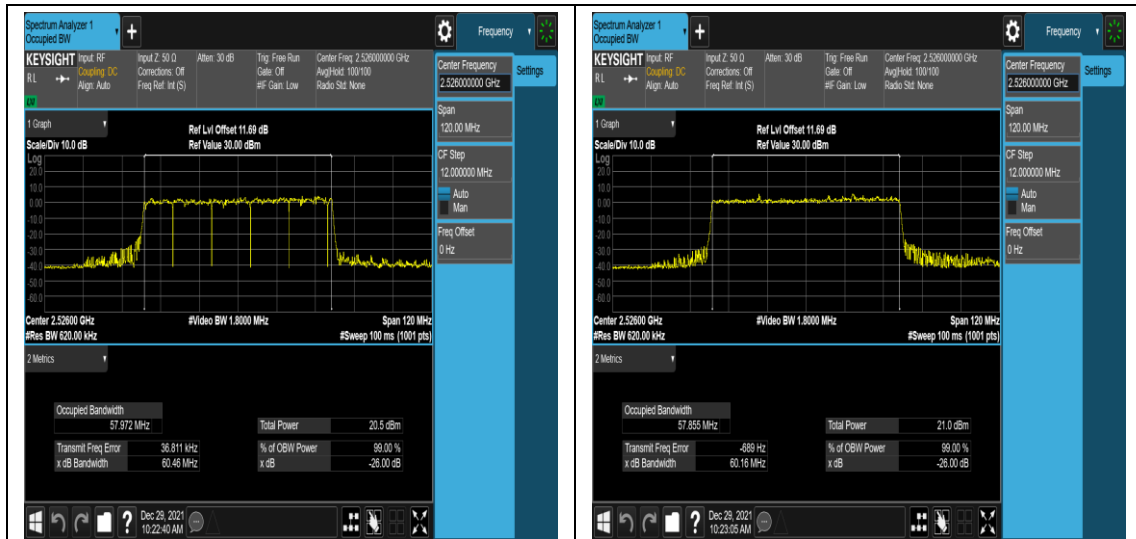 Spectrum Analyzer 1
Occupied BW
+
Frequency
KEYSIGHT
R L
LXI
Input: RF
Coupling: DC
Align: Auto
Input Z: 50 Ω
Corrections: Off
Freq Ref: Int (S)
Atten: 30 dB
Trig: Free Run
Gate: Off
#IF Gain: Low
Center Freq: 2.526000000 GHz
Avg|Hold: 100/100
Radio Std: None
Center Frequency
2.526000000 GHz
Settings
Span
120.00 MHz
CF Step
12.000000 MHz
Auto
Man
Freq Offset
0 Hz
1 Graph
Scale/Div 10.0 dB
Ref Lvl Offset 11.69 dB
Ref Value 30.00 dBm
Log
20.0
10.0
0.00
-10.0
-20.0
-30.0
-40.0
-50.0
-60.0
Center 2.52600 GHz
#Video BW 1.8000 MHz
Span 120 MHz
#Res BW 620.00 kHz
#Sweep 100 ms (1001 pts)
2 Metrics
Occupied Bandwidth
57.972 MHz
Total Power 20.5 dBm
Transmit Freq Error 36.811 kHz
% of OBW Power 99.00 %
x dB Bandwidth 60.46 MHz
x dB -26.00 dB
?
Dec 29, 2021
10:22:40 AM
Spectrum Analyzer 1
Occupied BW
+
Frequency
KEYSIGHT
R L
LXI
Input: RF
Coupling: DC
Align: Auto
Input Z: 50 Ω
Corrections: Off
Freq Ref: Int (S)
Atten: 30 dB
Trig: Free Run
Gate: Off
#IF Gain: Low
Center Freq: 2.526000000 GHz
Avg|Hold: 100/100
Radio Std: None
Center Frequency
2.526000000 GHz
Settings
Span
120.00 MHz
CF Step
12.000000 MHz
Auto
Man
Freq Offset
0 Hz
1 Graph
Scale/Div 10.0 dB
Ref Lvl Offset 11.69 dB
Ref Value 30.00 dBm
Log
20.0
10.0
0.00
-10.0
-20.0
-30.0
-40.0
-50.0
-60.0
Center 2.52600 GHz
#Video BW 1.8000 MHz
Span 120 MHz
#Res BW 620.00 kHz
#Sweep 100 ms (1001 pts)
2 Metrics
Occupied Bandwidth
57.855 MHz
Total Power 21.0 dBm
Transmit Freq Error -689 Hz
% of OBW Power 99.00 %
x dB Bandwidth 60.16 MHz
x dB -26.00 dB
?
Dec 29, 2021
10:23:05 AM